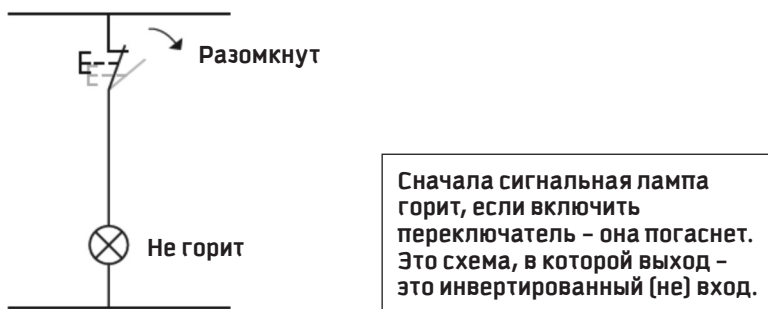 Разомкнут
Не горит
Сначала сигнальная лампа
горит, если включить
переключатель – она погаснет.
Это схема, в которой выход –
это инвертированный (не) вход.